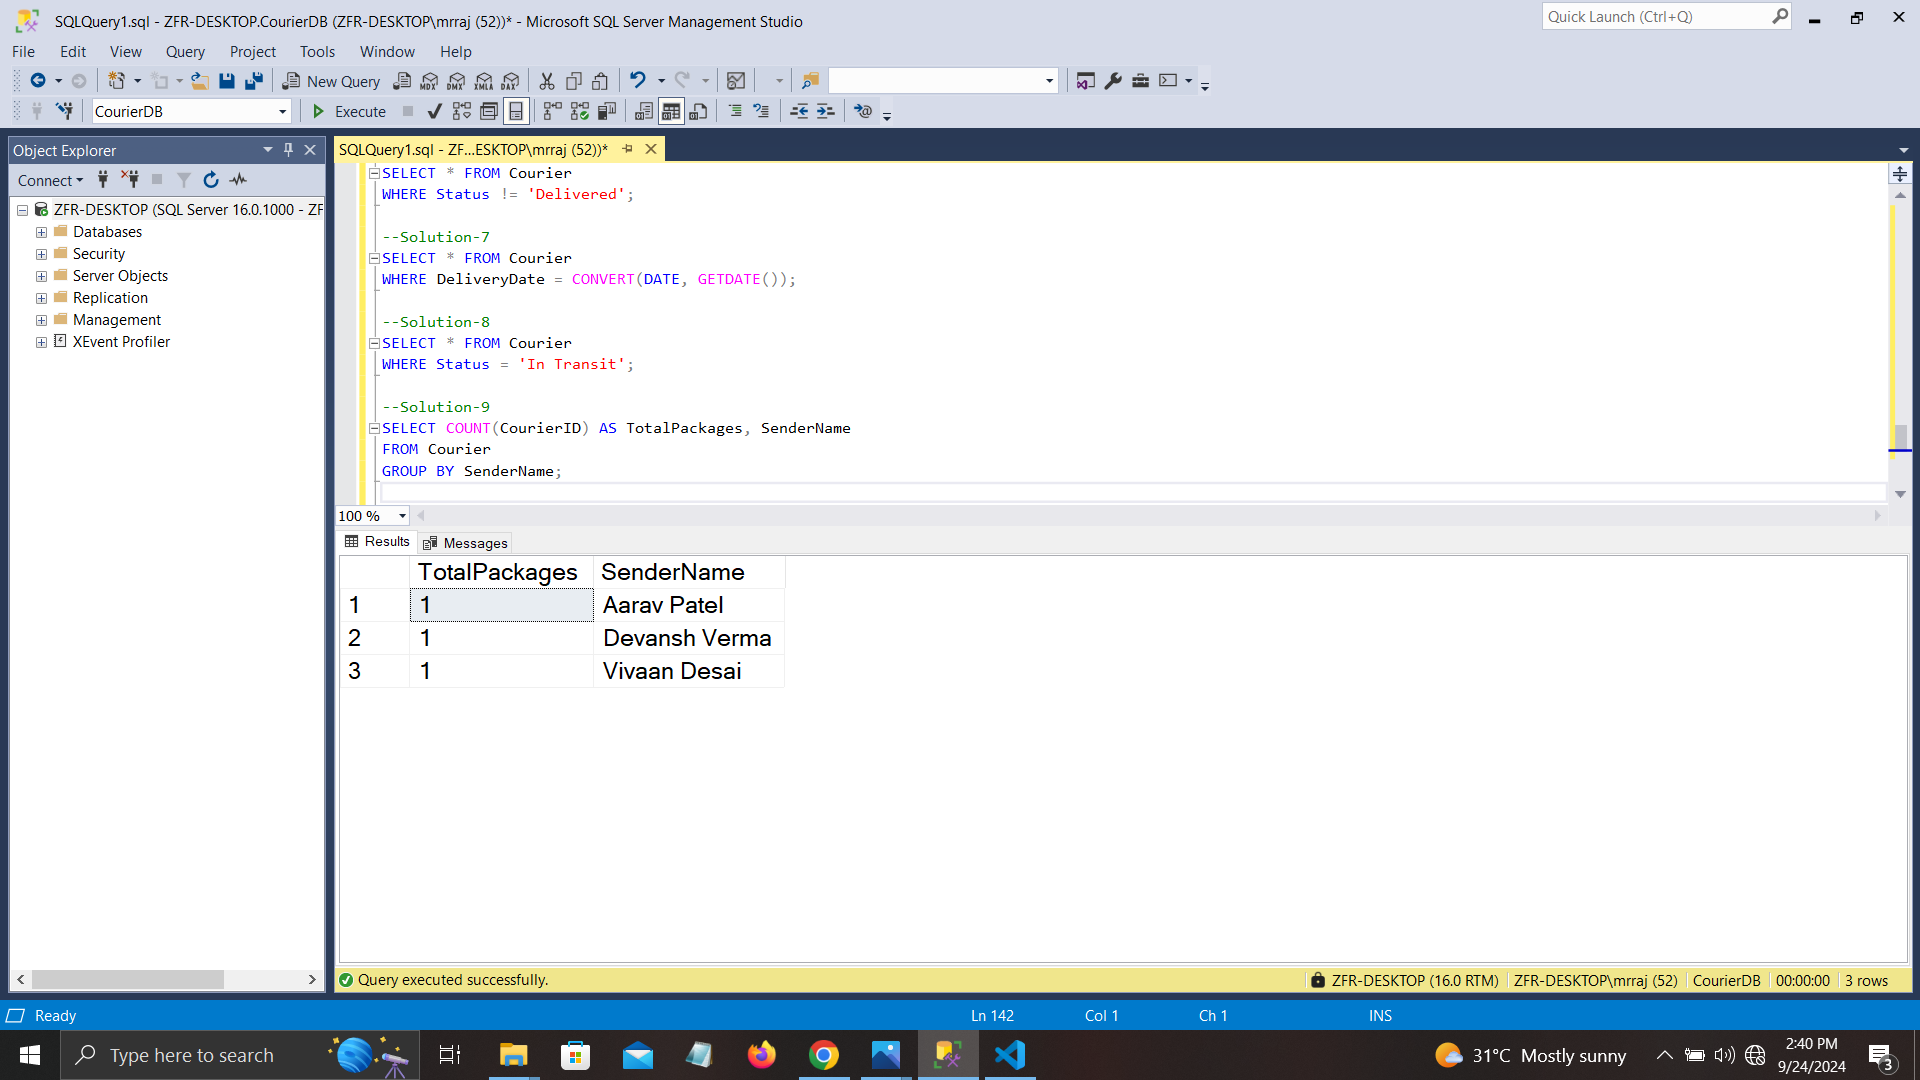 SQLQuery1.sql - ZFR-DESKTOP.CourierDB (ZFR-DESKTOP\mrraj (52))* - Microsoft SQL Server Management Studio
Quick Launch (Ctrl+Q)
File Edit View Query Project Tools Window Help
New Query MDX DMX XMLA DAX
CourierDB Execute
Object Explorer
Connect
ZFR-DESKTOP (SQL Server 16.0.1000 - ZF
Databases
Security
Server Objects
Replication
Management
XEvent Profiler
SQLQuery1.sql - ZF...ESKTOP\mrraj (52))*
SELECT * FROM Courier
WHERE Status != 'Delivered';
--Solution-7
SELECT * FROM Courier
WHERE DeliveryDate = CONVERT(DATE, GETDATE());
--Solution-8
SELECT * FROM Courier
WHERE Status = 'In Transit';
--Solution-9
SELECT COUNT(CourierID) AS TotalPackages, SenderName
FROM Courier
GROUP BY SenderName;
100 %
Results Messages
TotalPackages SenderName
1 1 Aarav Patel
2 1 Devansh Verma
3 1 Vivaan Desai
Query executed successfully. ZFR-DESKTOP (16.0 RTM) ZFR-DESKTOP\mrraj (52) CourierDB 00:00:00 3 rows
Ready Ln 142 Col 1 Ch 1 INS
Type here to search
31°C Mostly sunny
2:40 PM
9/24/2024
3